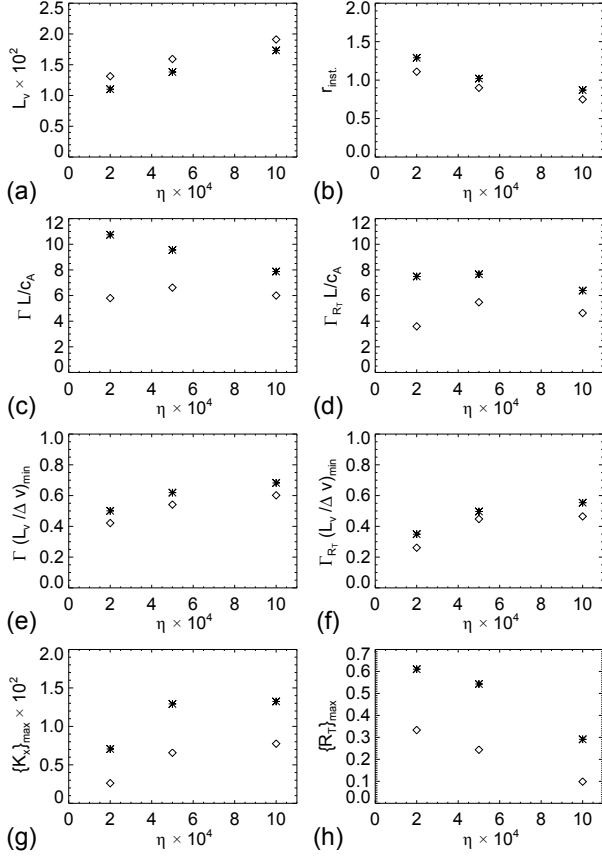 2.5
2.0
1.5
1.0
0.5
0.0
L_v × 10^2
0 2 4 6 8 10
η × 10^4
(a)
2.0
1.5
1.0
0.5
0.0
r_inst.
0 2 4 6 8 10
η × 10^4
(b)
12
10
8
6
4
2
0
Γ L/c_A
0 2 4 6 8 10
η × 10^4
(c)
12
10
8
6
4
2
0
Γ_{R_T} L/c_A
0 2 4 6 8 10
η × 10^4
(d)
1.0
0.8
0.6
0.4
0.2
0.0
Γ (L_v /Δ v)_min
0 2 4 6 8 10
η × 10^4
(e)
1.0
0.8
0.6
0.4
0.2
0.0
Γ_{R_T} (L_v /Δ v)_min
0 2 4 6 8 10
η × 10^4
(f)
2.0
1.5
1.0
0.5
0.0
{K_x}_max × 10^2
0 2 4 6 8 10
η × 10^4
(g)
0.7
0.6
0.5
0.4
0.3
0.2
0.1
0.0
{R_T}_max
0 2 4 6 8 10
η × 10^4
(h)